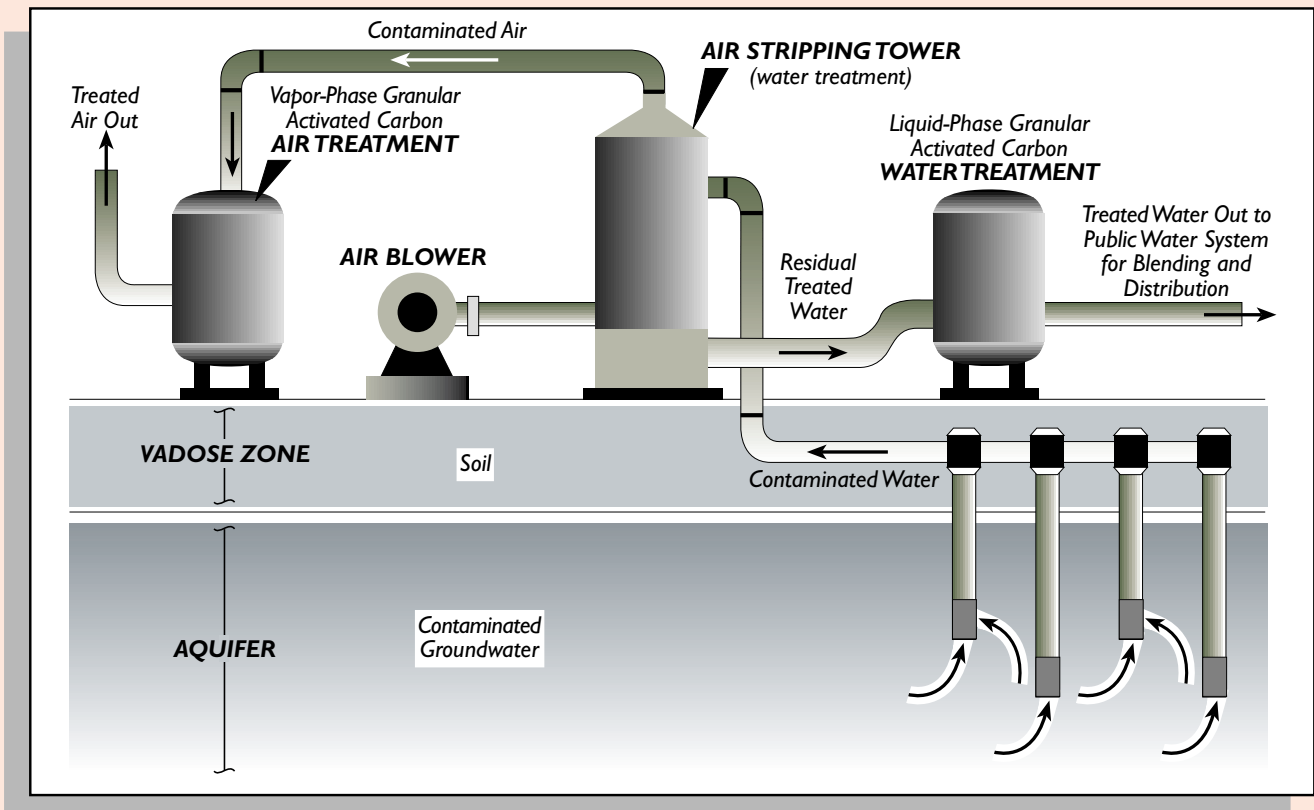 Contaminated Air
AIR STRIPPING TOWER
(water treatment)
Treated
Air Out
Vapor-Phase Granular
Activated Carbon
AIR TREATMENT
Liquid-Phase Granular
Activated Carbon
WATER TREATMENT
Treated Water Out to
Public Water System
for Blending and
Distribution
AIR BLOWER
Residual
Treated
Water
VADOSE ZONE
Soil
Contaminated Water
AQUIFER
Contaminated
Groundwater